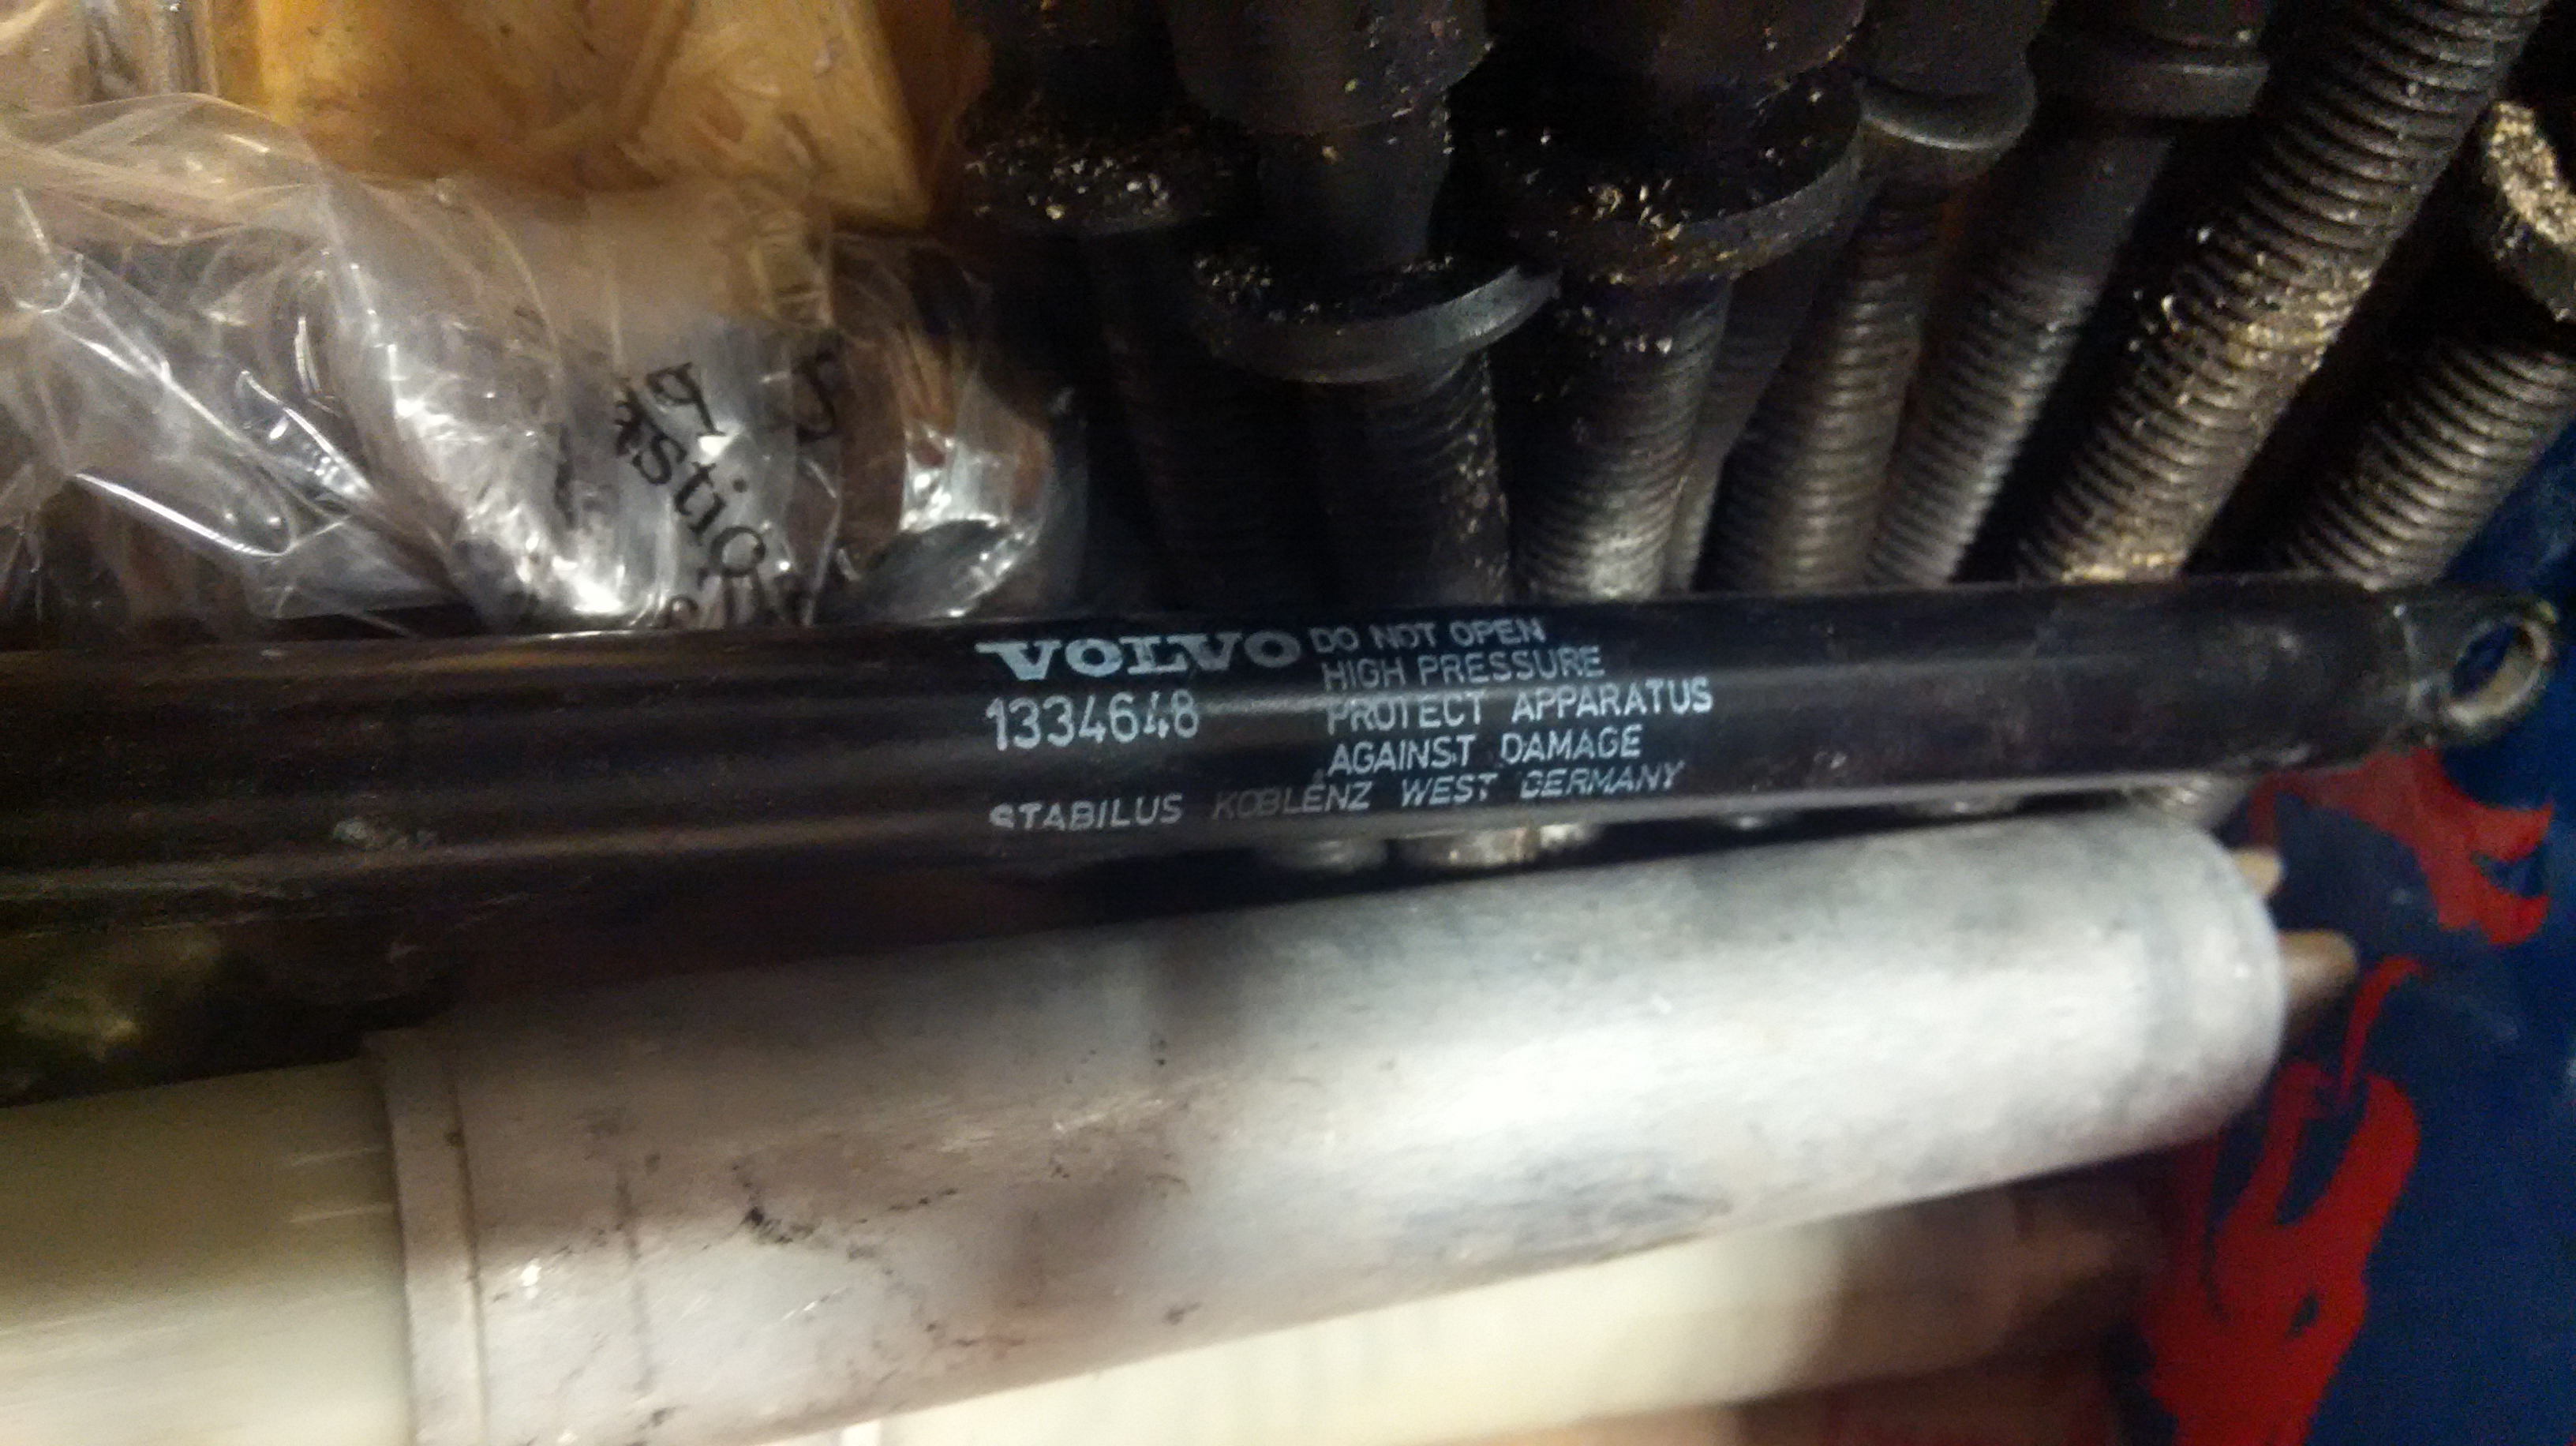 VOLVO DO NOT OPEN
HIGH PRESSURE
1334648 PROTECT APPARATUS
AGAINST DAMAGE
STABILUS KOBLENZ WEST GERMANY